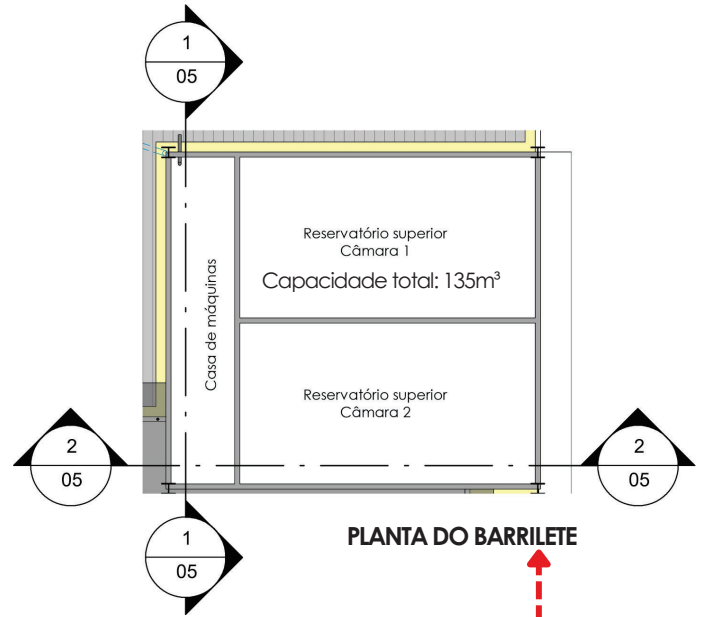 1
05
Reservatório superior
Câmara 1
Capacidade total: 135m³
Casa de máquinas
Reservatório superior
Câmara 2
2
05
2
05
PLANTA DO BARRILETE
1
05